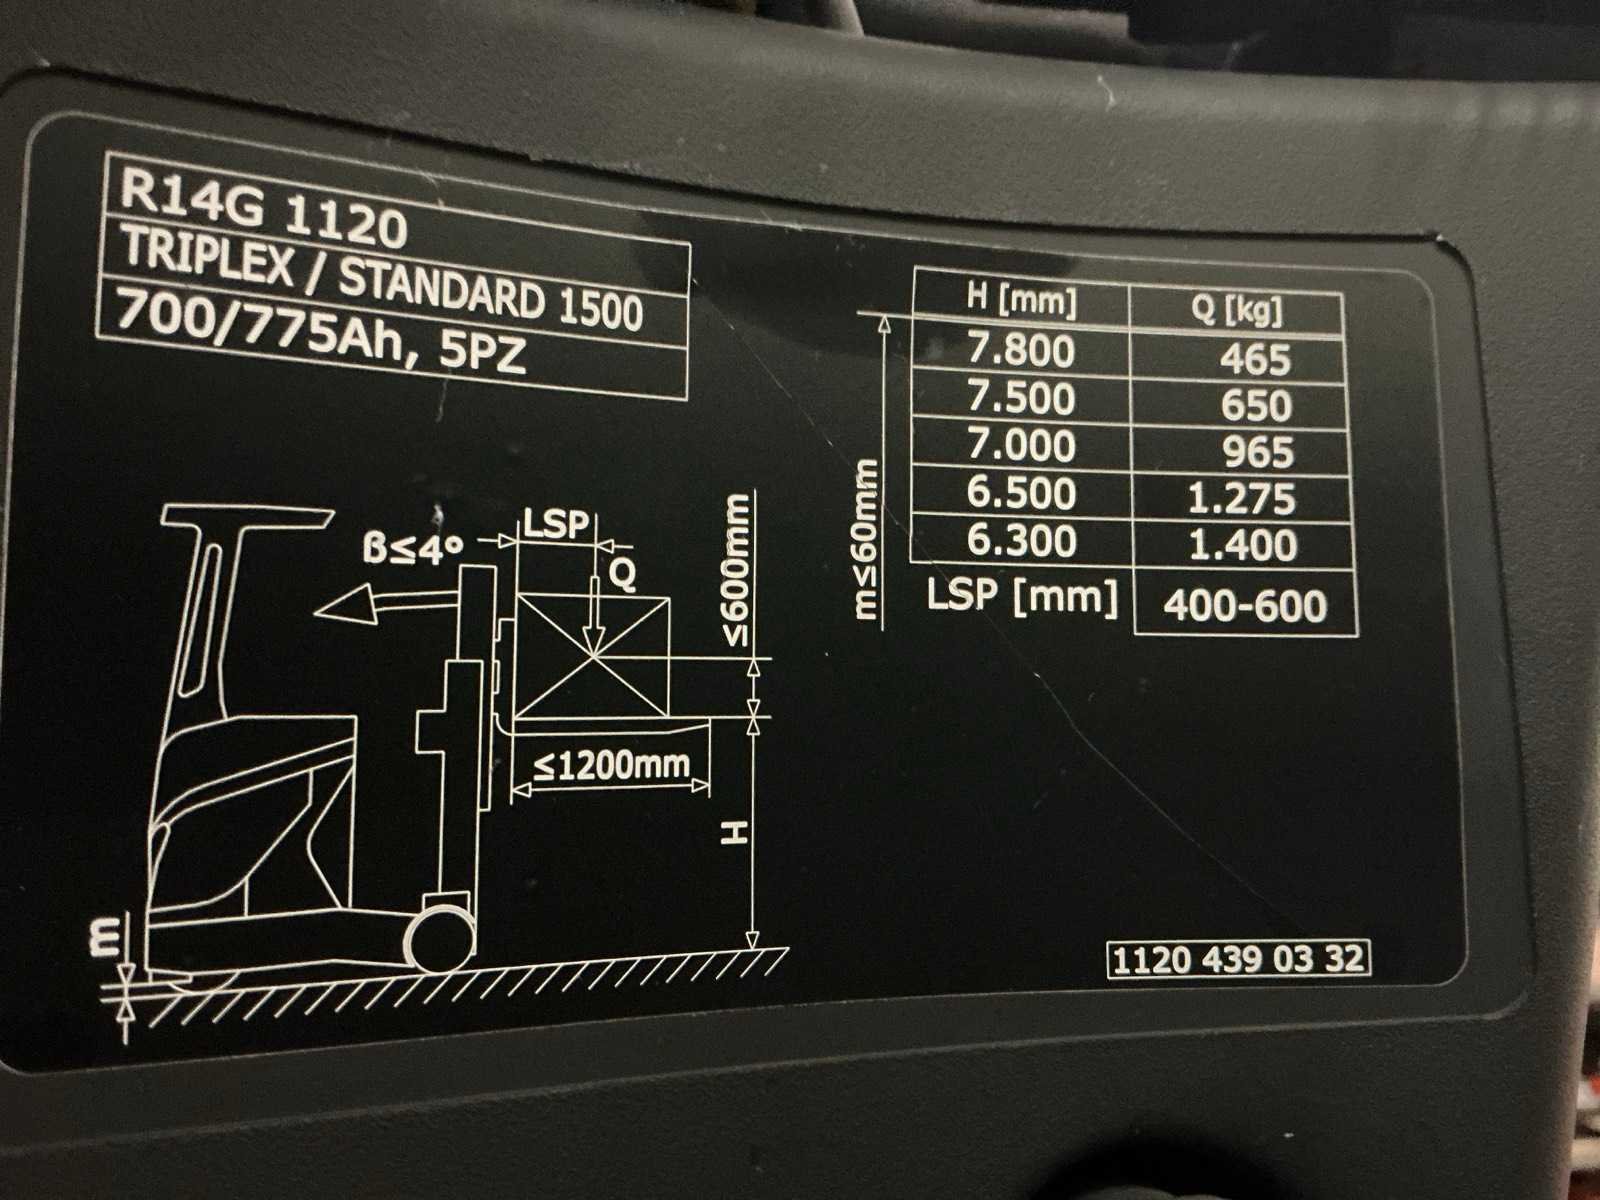 R14G 1120
TRIPLEX / STANDARD 1500
700/775Ah, 5PZ
H [mm] Q [kg]
7.800 465
7.500 650
7.000 965
6.500 1.275
6.300 1.400
LSP [mm] 400-600
m≤60mm
ß≤4°
LSP
Q
≤600mm
≤1200mm
H
m
1120 439 03 32